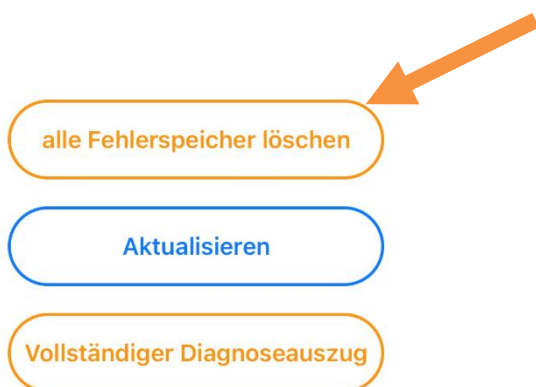 alle Fehlerspeicher löschen
Aktualisieren
Vollständiger Diagnoseauszug